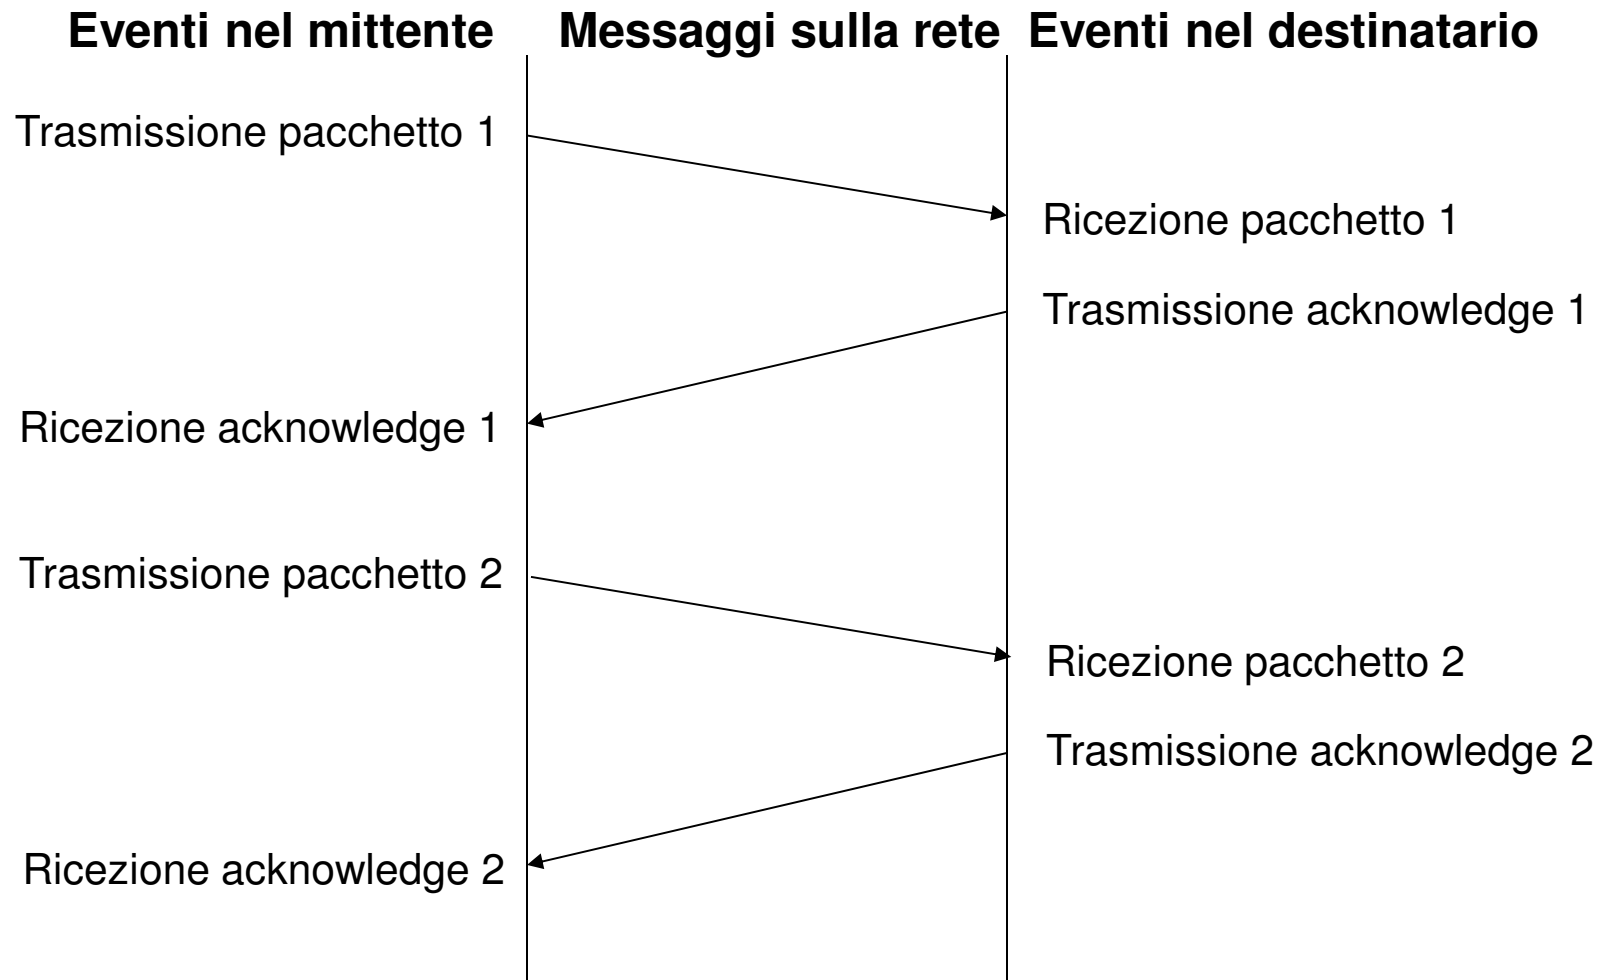 Eventi nel mittente
Messaggi sulla rete
Eventi nel destinatario
Trasmissione pacchetto 1
Ricezione pacchetto 1
Trasmissione acknowledge 1
Ricezione acknowledge 1
Trasmissione pacchetto 2
Ricezione pacchetto 2
Trasmissione acknowledge 2
Ricezione acknowledge 2